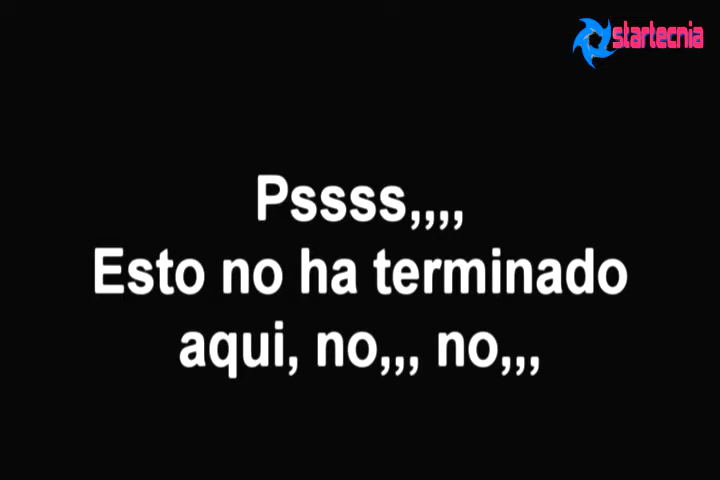 startecnia
Pssss,,,,
Esto no ha terminado
aqui, no,,, no,,,